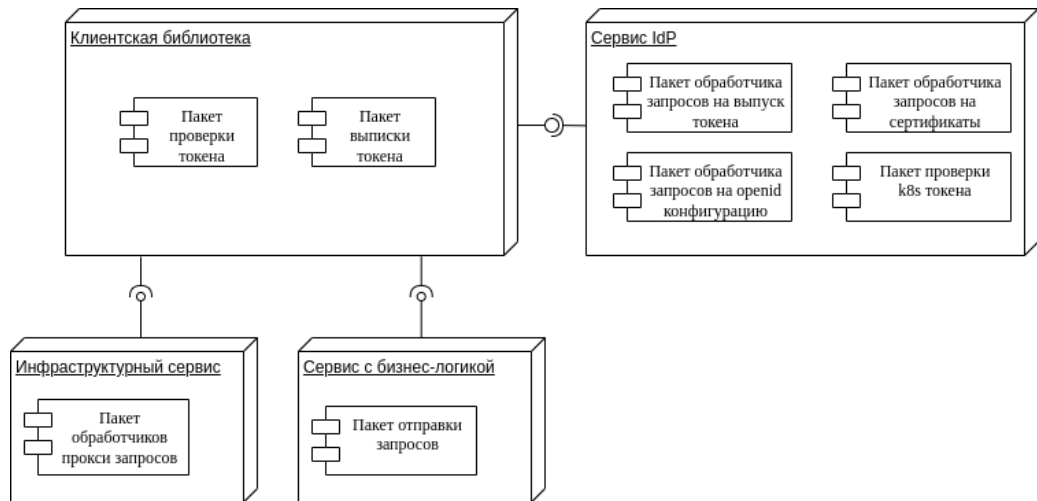 Клиентская библиотека
Пакет
проверки
токена
Пакет
выписки
токена
Сервис IdP
Пакет обработчика
запросов на выпуск
токена
Пакет обработчика
запросов на
сертификаты
Пакет обработчика
запросов на openid
конфигурацию
Пакет проверки
k8s токена
Инфраструктурный сервис
Пакет
обработчиков
прокси запросов
Сервис с бизнес-логикой
Пакет отправки
запросов